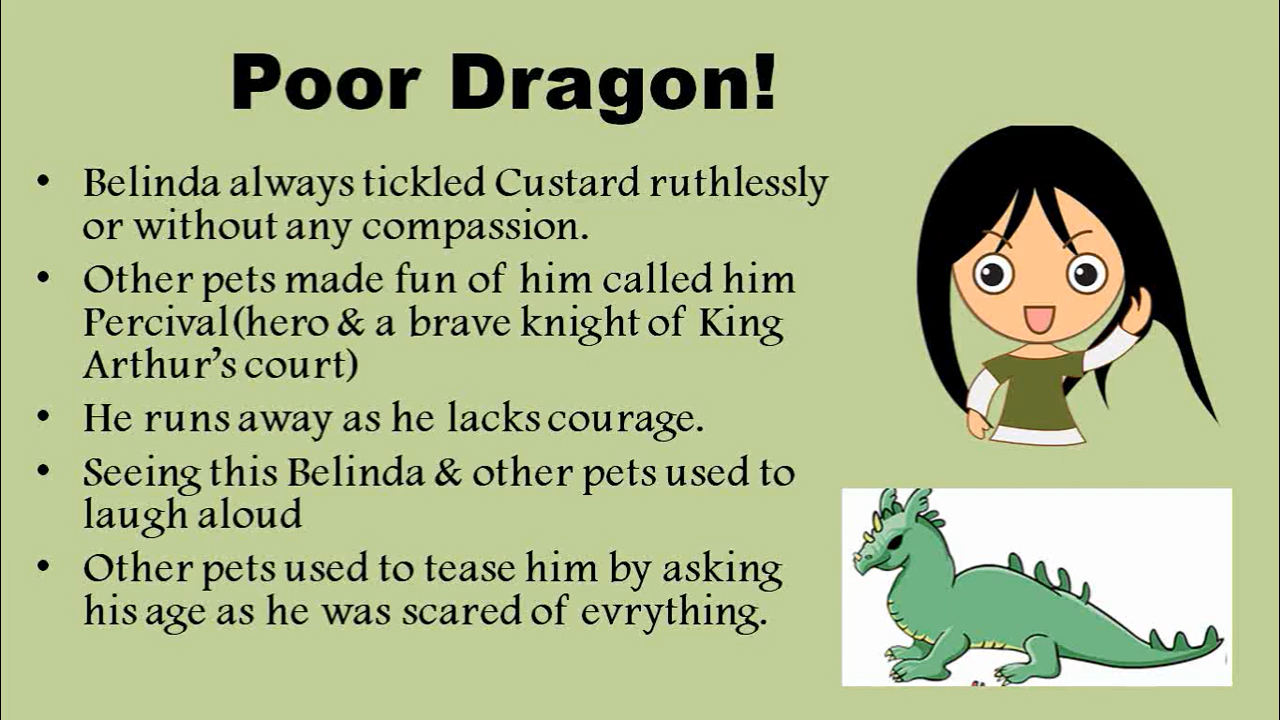 Poor Dragon!
• Belinda always tickled Custard ruthlessly
or without any compassion.
• Other pets made fun of him called him
Percival(hero & a brave knight of King
Arthur's court)
• He runs away as he lacks courage.
• Seeing this Belinda & other pets used to
laugh aloud
• Other pets used to tease him by asking
his age as he was scared of evrything.